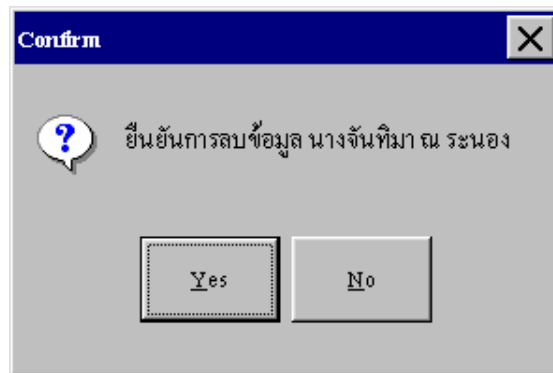 Confirm
ยืนยันการลบข้อมูล นางจันทิมา ณ ระนอง
Yes No